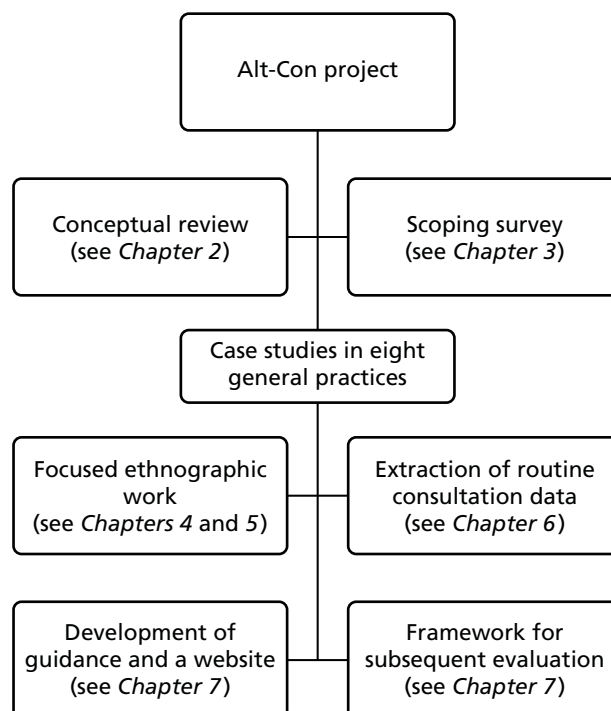 Alt-Con project
Conceptual review
(see Chapter 2)
Scoping survey
(see Chapter 3)
Case studies in eight
general practices
Focused ethnographic
work
(see Chapters 4 and 5)
Extraction of routine
consultation data
(see Chapter 6)
Development of
guidance and a website
(see Chapter 7)
Framework for
subsequent evaluation
(see Chapter 7)